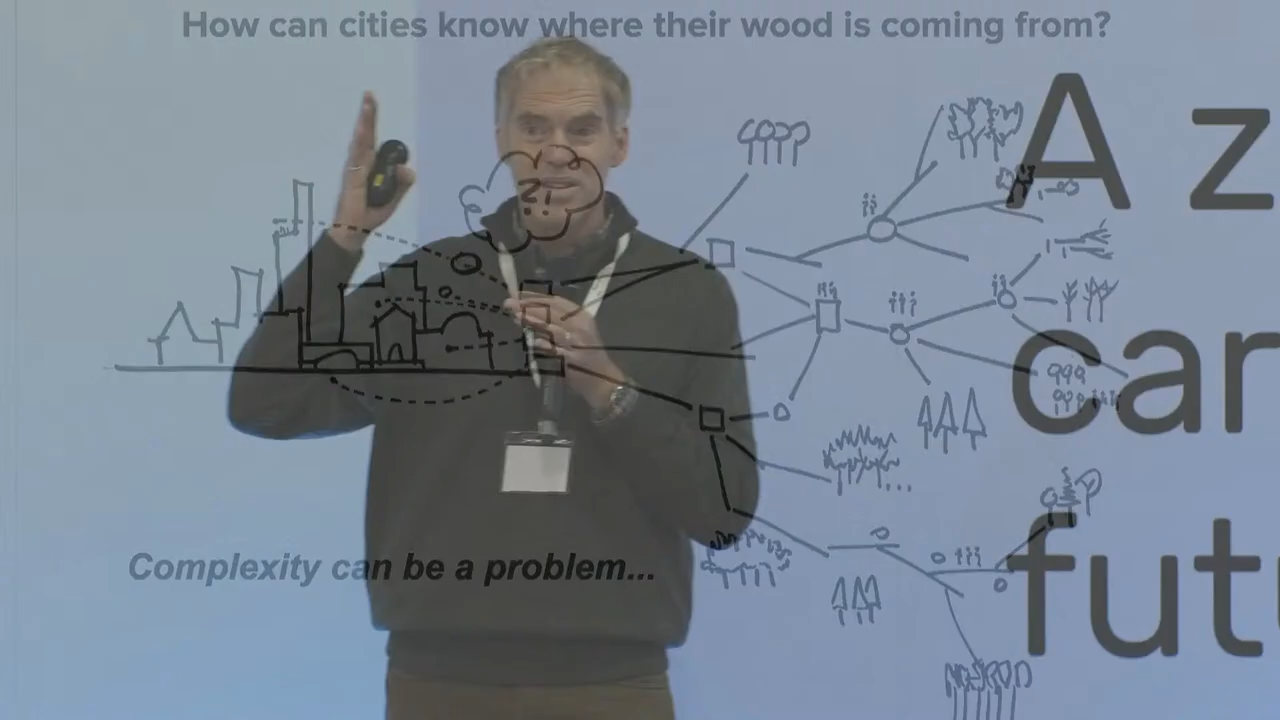 How can cities know where their wood is coming from?
A z
car
?!
futu
Complexity can be a problem...